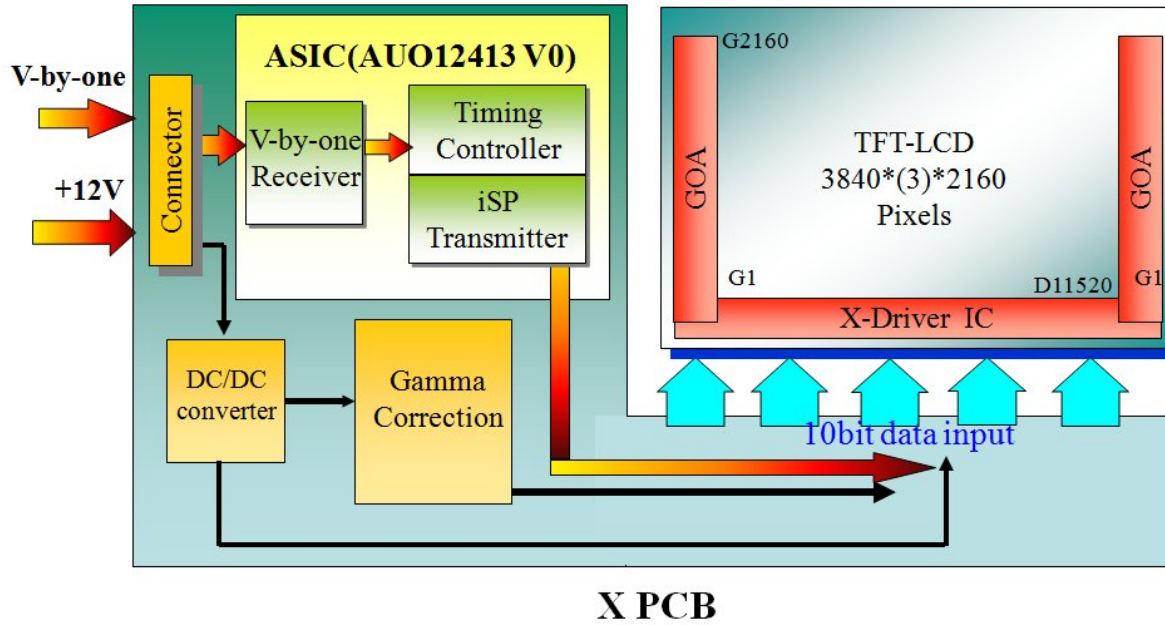 V-by-one
+12V
Connector
ASIC(AUO12413 V0)
V-by-one
Receiver
Timing
Controller
iSP
Transmitter
DC/DC
converter
Gamma
Correction
G2160
GOA
TFT-LCD
3840*(3)*2160
Pixels
GOA
G1
D11520
G1
X-Driver IC
10bit data input
X PCB